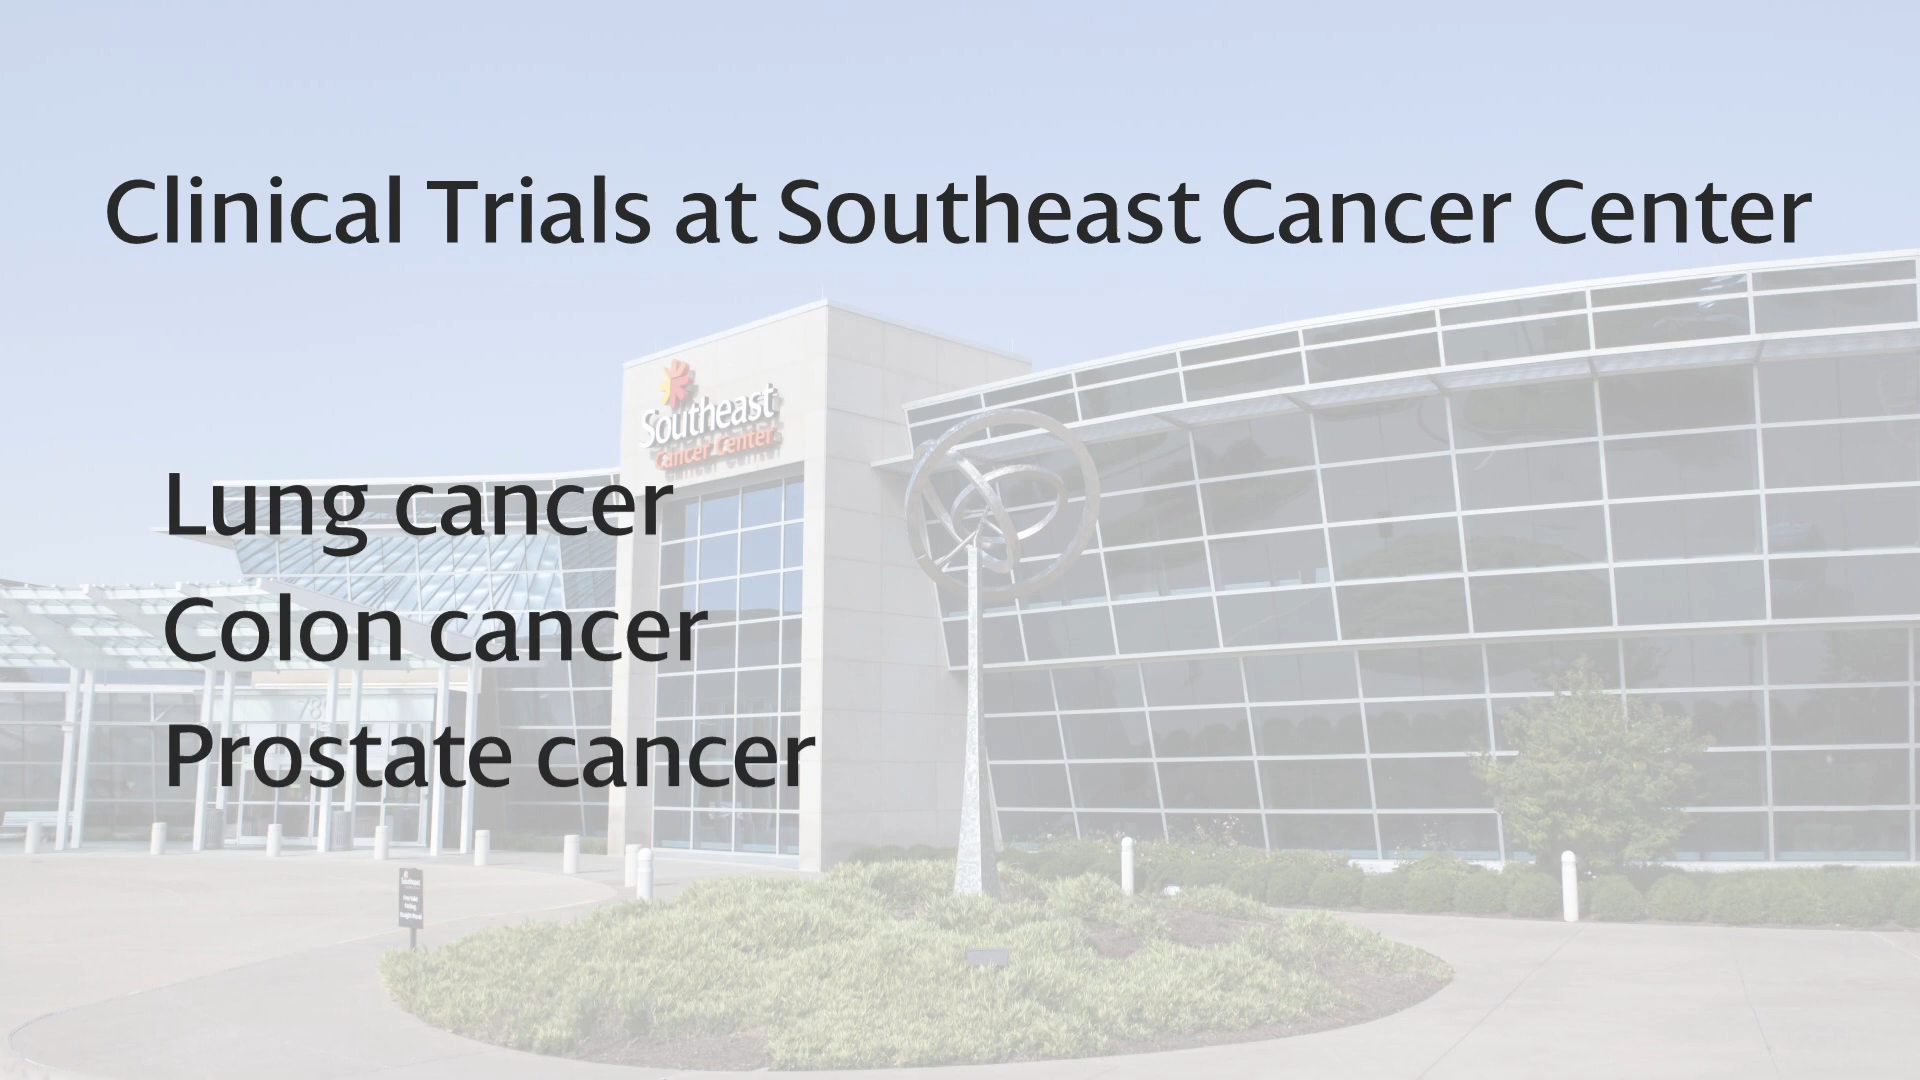 Clinical Trials at Southeast Cancer Center
Southeast
Cancer Center
Lung cancer
Colon cancer
Prostate cancer